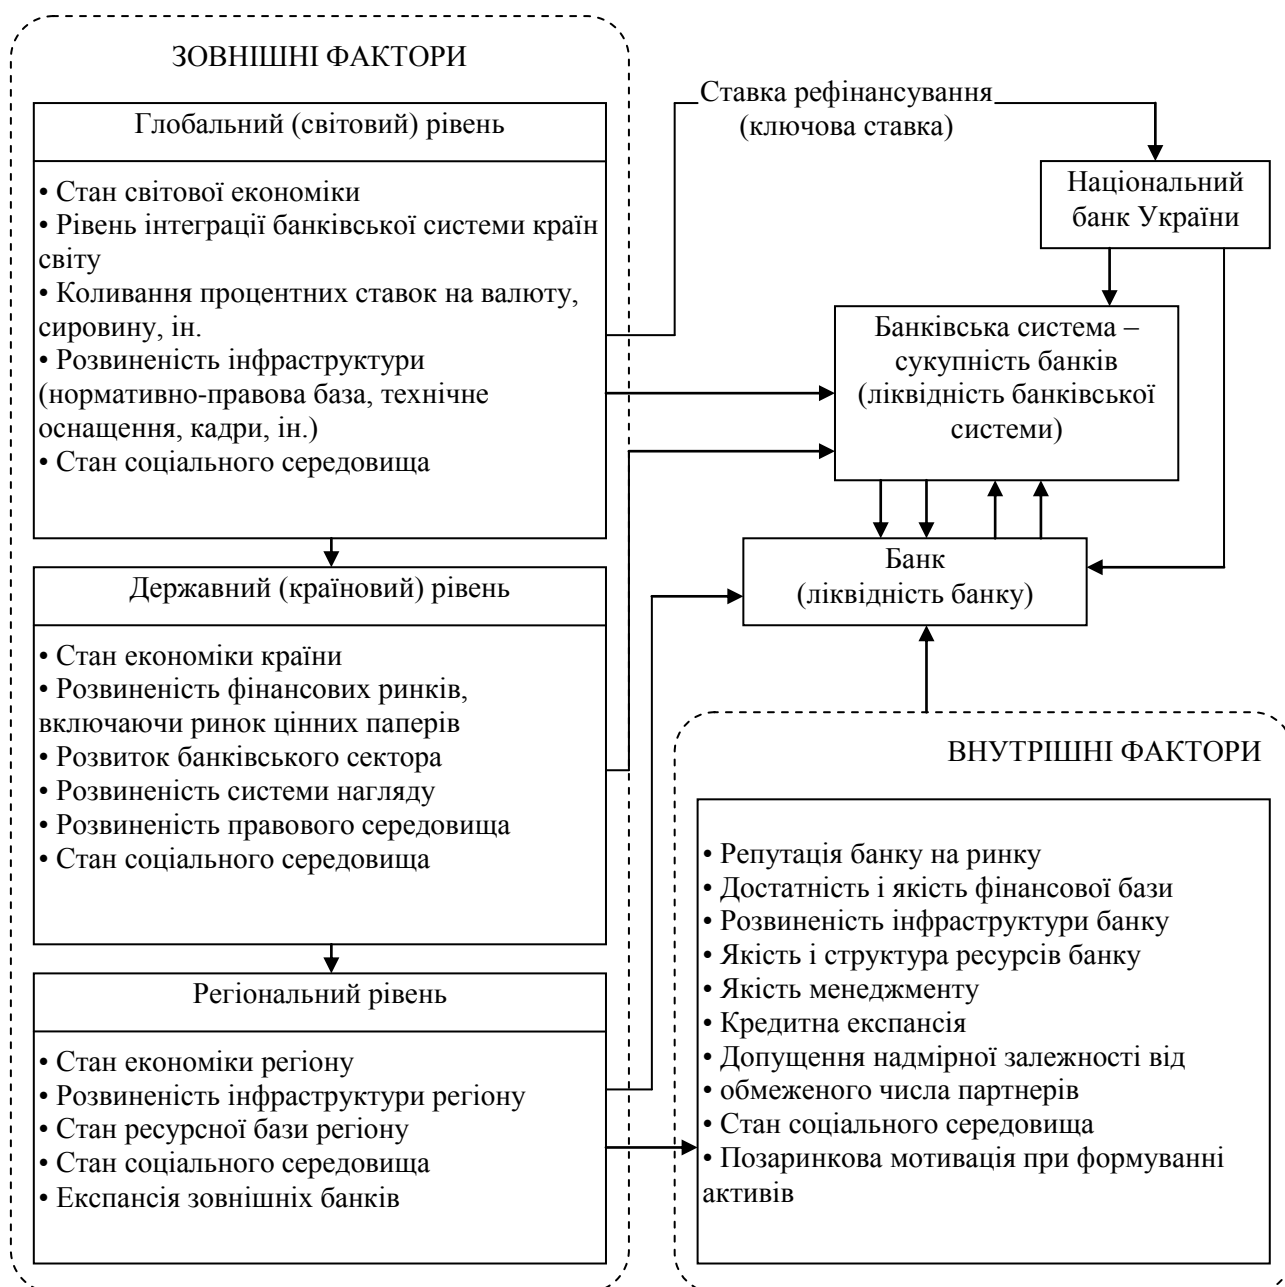 ЗОВНІШНІ ФАКТОРИ
Глобальний (світовий) рівень
• Стан світової економіки
• Рівень інтеграції банківської системи країн
світу
• Коливання процентних ставок на валюту,
сировину, ін.
• Розвиненість інфраструктури
(нормативно-правова база, технічне
оснащення, кадри, ін.)
• Стан соціального середовища
Державний (країновий) рівень
• Стан економіки країни
• Розвиненість фінансових ринків,
включаючи ринок цінних паперів
• Розвиток банківського сектора
• Розвиненість системи нагляду
• Розвиненість правового середовища
• Стан соціального середовища
Регіональний рівень
• Стан економіки регіону
• Розвиненість інфраструктури регіону
• Стан ресурсної бази регіону
• Стан соціального середовища
• Експансія зовнішніх банків
Ставка рефінансування
(ключова ставка)
Національний
банк України
Банківська система –
сукупність банків
(ліквідність банківської
системи)
Банк
(ліквідність банку)
ВНУТРІШНІ ФАКТОРИ
• Репутація банку на ринку
• Достатність і якість фінансової бази
• Розвиненість інфраструктури банку
• Якість і структура ресурсів банку
• Якість менеджменту
• Кредитна експансія
• Допущення надмірної залежності від
• обмеженого числа партнерів
• Стан соціального середовища
• Позаринкова мотивація при формуванні
активів